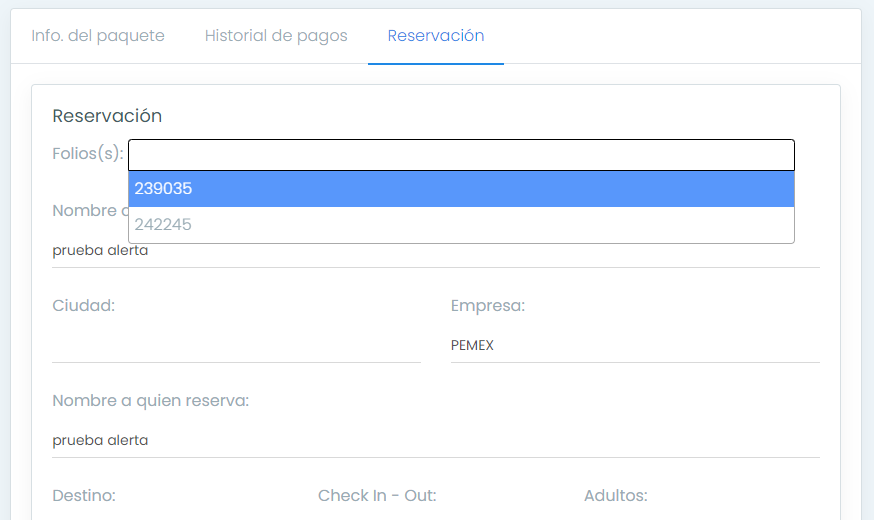 Info. del paquete Historial de pagos Reservación
Reservación
Folios(s):
239035
242245
Nombre
prueba alerta
Ciudad: Empresa:
PEMEX
Nombre a quien reserva:
prueba alerta
Destino: Check In - Out: Adultos: